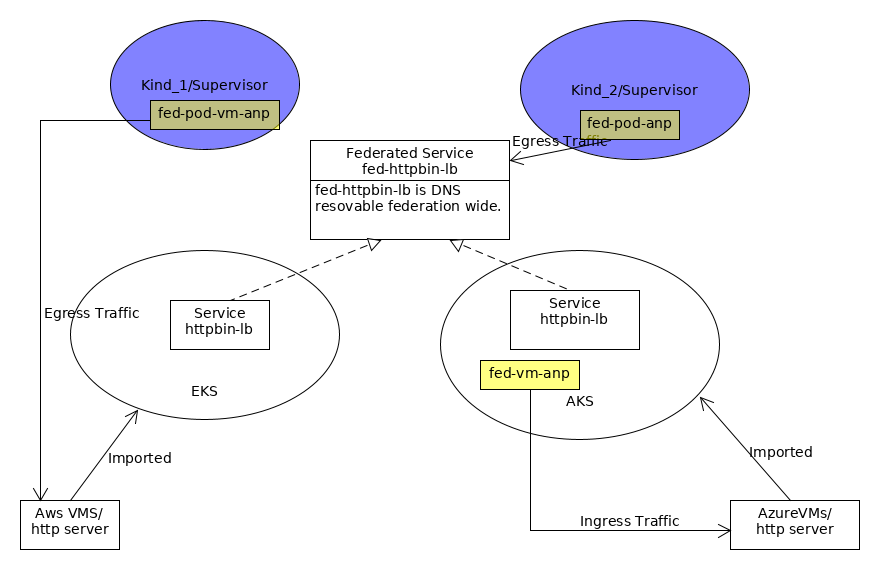 Kind_1/Supervisor
fed-pod-vm-anp
Kind_2/Supervisor
fed-pod-anp
Egress Traffic
Federated Service
fed-httpbin-lb
fed-httpbin-lb is DNS
resovable federation wide.
Egress Traffic
Service
httpbin-lb
EKS
Service
httpbin-lb
fed-vm-anp
AKS
Imported
Imported
Aws VMS/
http server
Ingress Traffic
AzureVMs/
http server